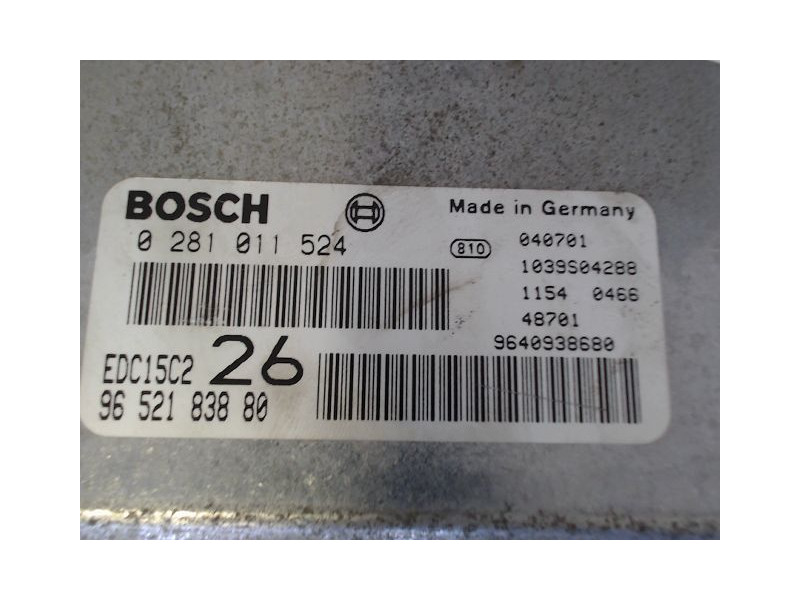 BOSCH
Made in Germany
0 281 011 524
810
040701
1039S04288
1154 0466
48701
9640938680
EDC15C2
26
96 521 838 80